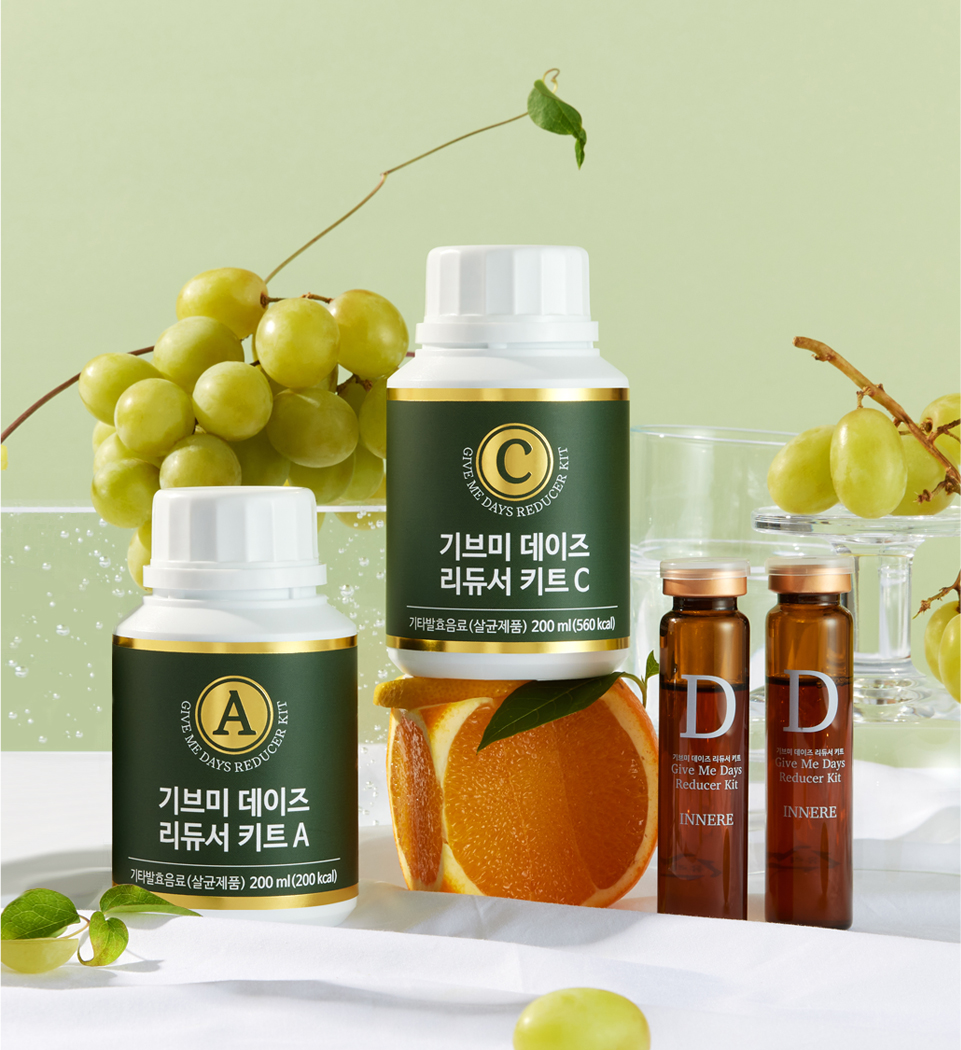 C
GIVE ME DAYS REDUCER KIT
기브미 데이즈
리듀서 키트 C
기타발효음료(살균제품) 200 ml(560 kcal)
A
GIVE ME DAYS REDUCER KIT
기브미 데이즈
리듀서 키트 A
기타발효음료(살균제품) 200 ml(200 kcal)
D
기브미 데이즈 리듀서 키트
Give Me Days
Reducer Kit
INNERE
D
기브미 데이즈 리듀서 키트
Give Me Days
Reducer Kit
INNERE